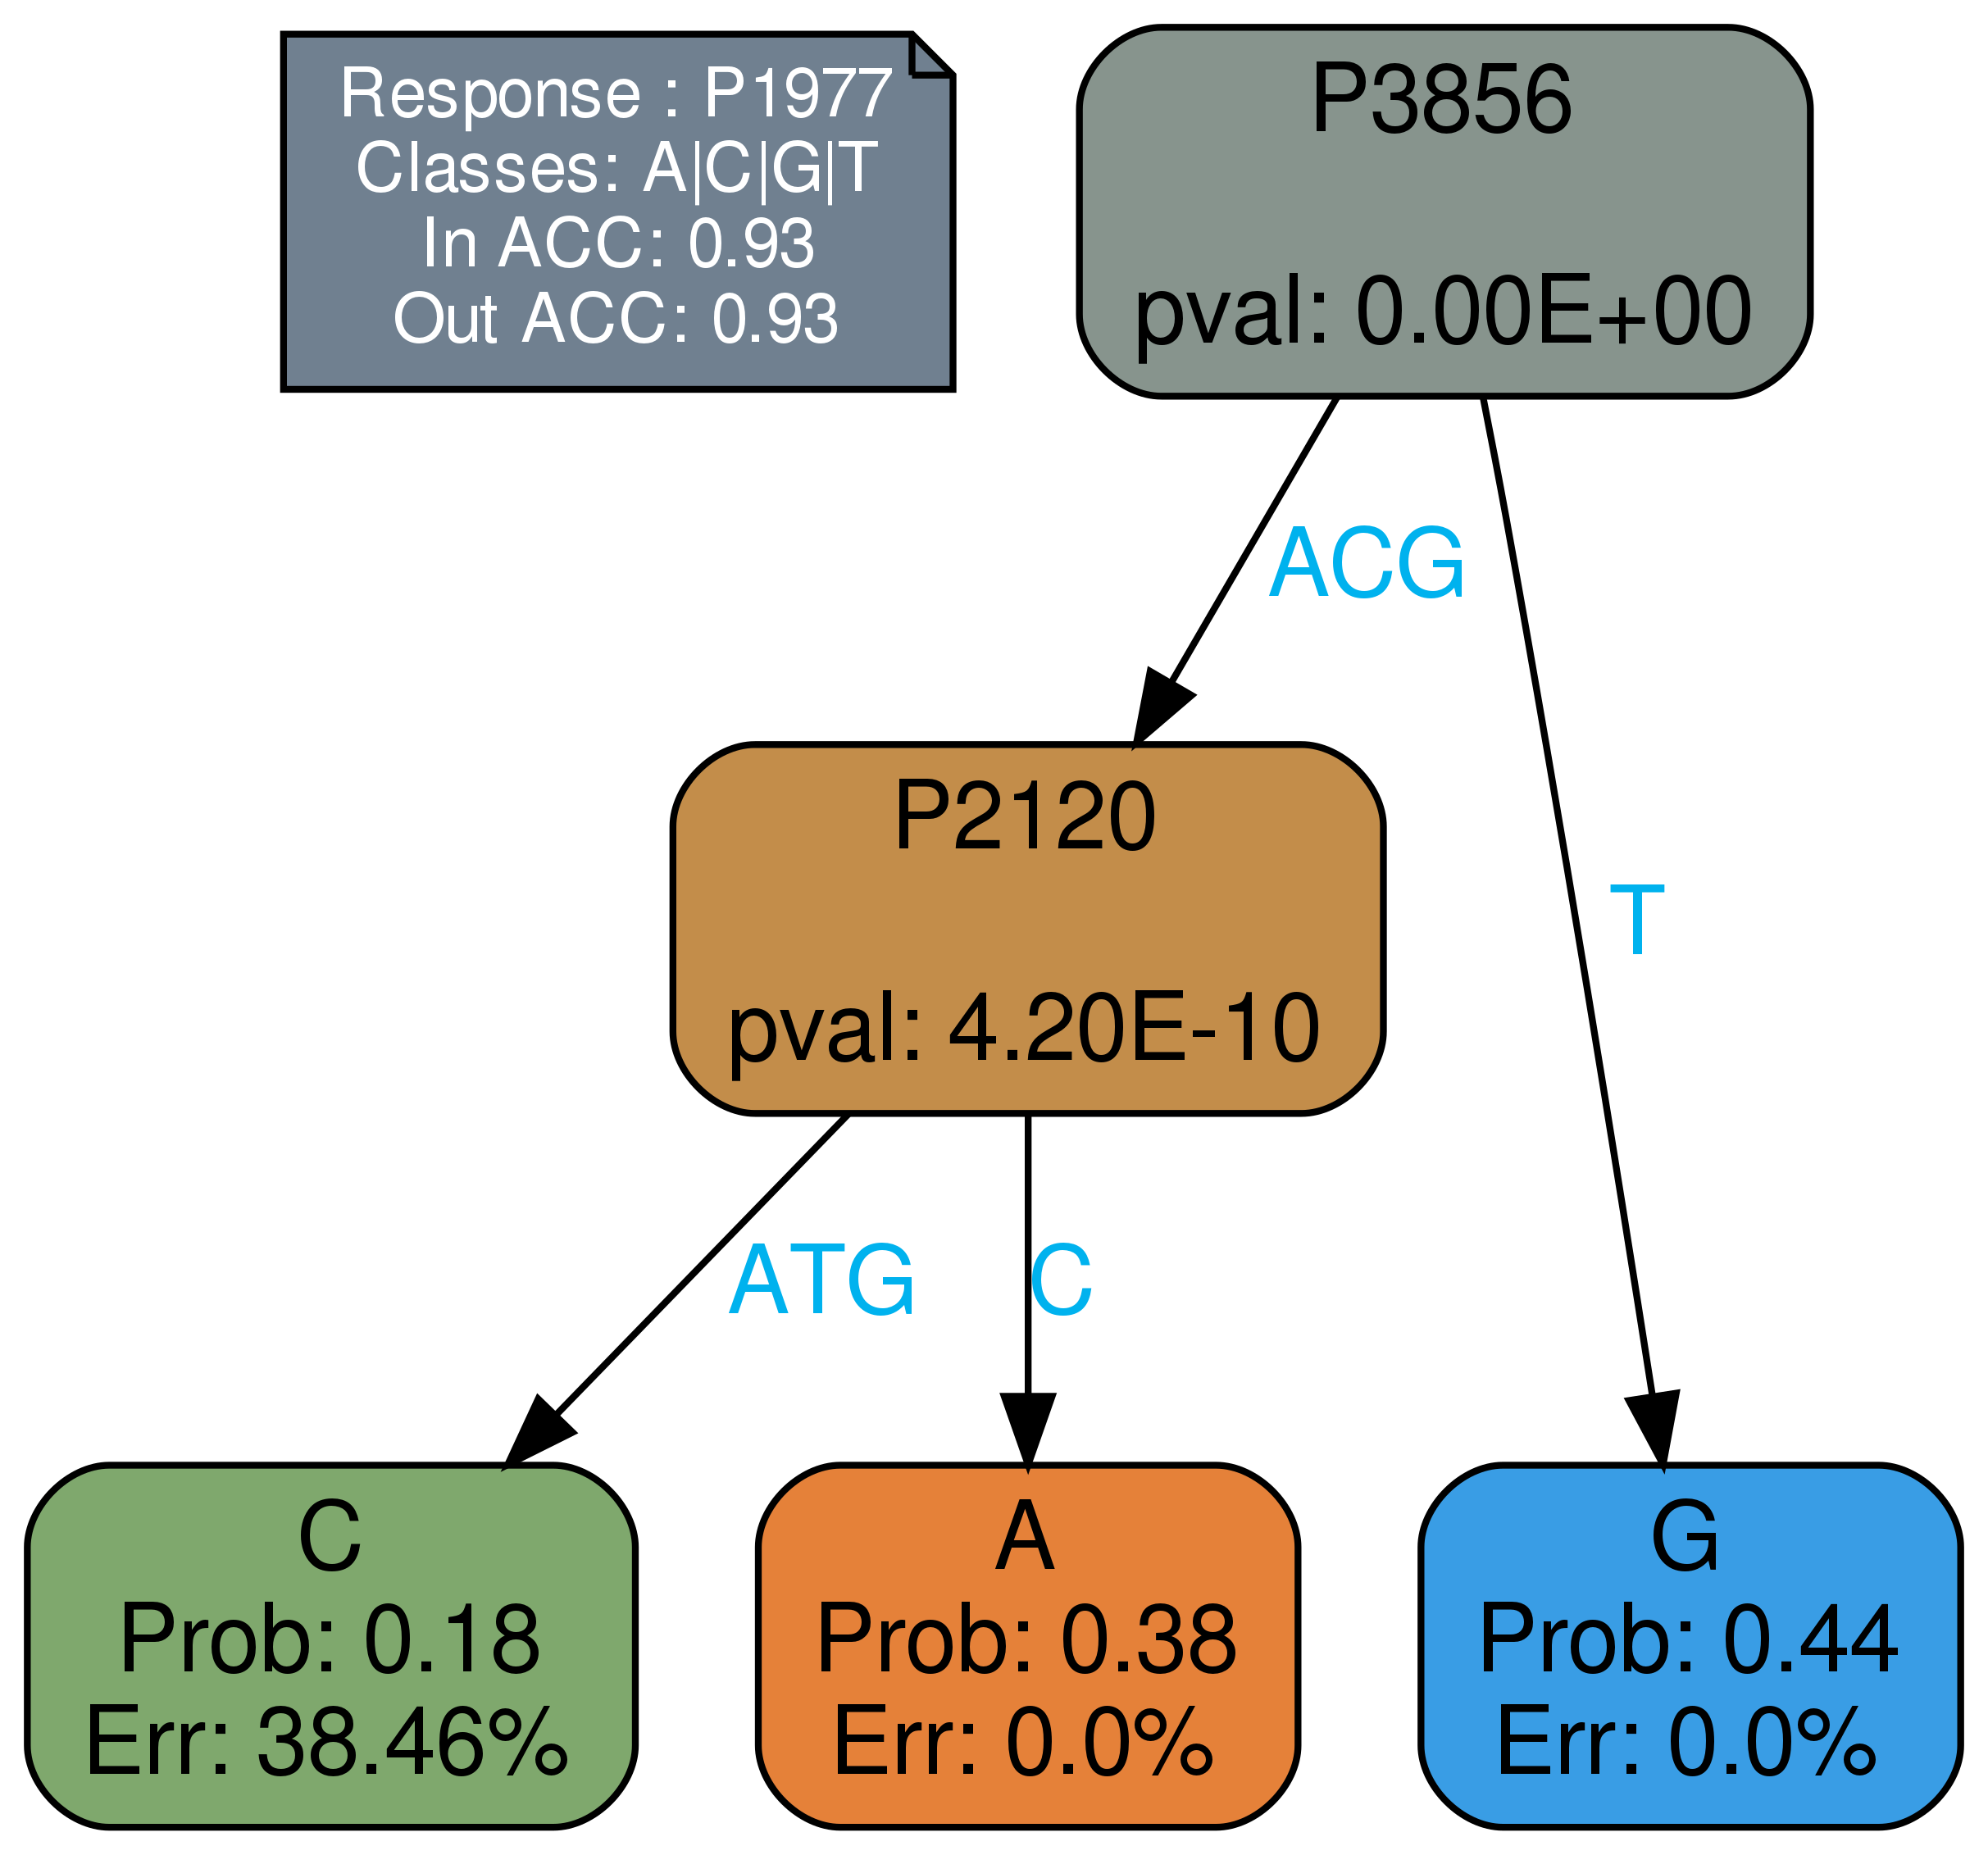 Response : P1977
Classes: A|C|G|T
In ACC: 0.93
Out ACC: 0.93
P3856
pval: 0.00E+00
ACG
T
P2120
pval: 4.20E-10
ATG
C
C
Prob: 0.18
Err: 38.46%
A
Prob: 0.38
Err: 0.0%
G
Prob: 0.44
Err: 0.0%